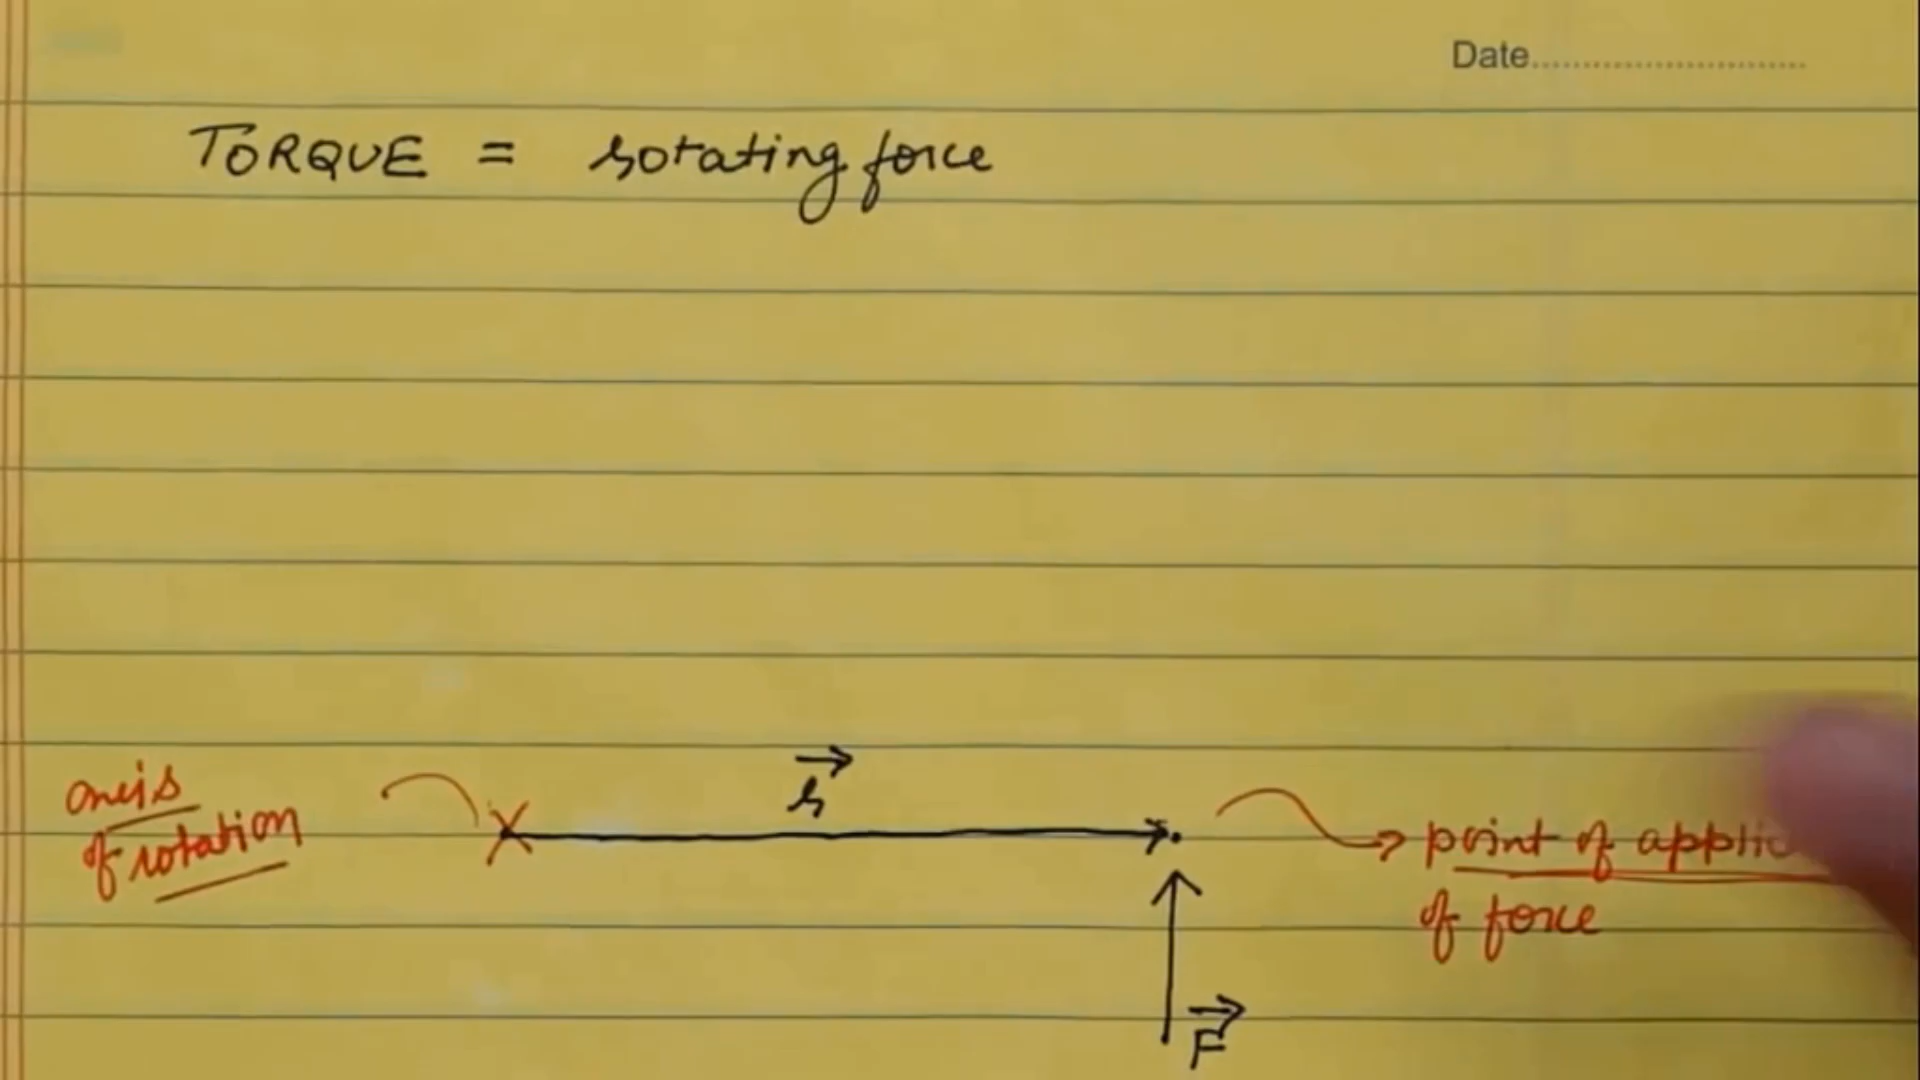 Date..........................
TORQUE = rotating force
r
axis
of rotation
point of applic
of force
F